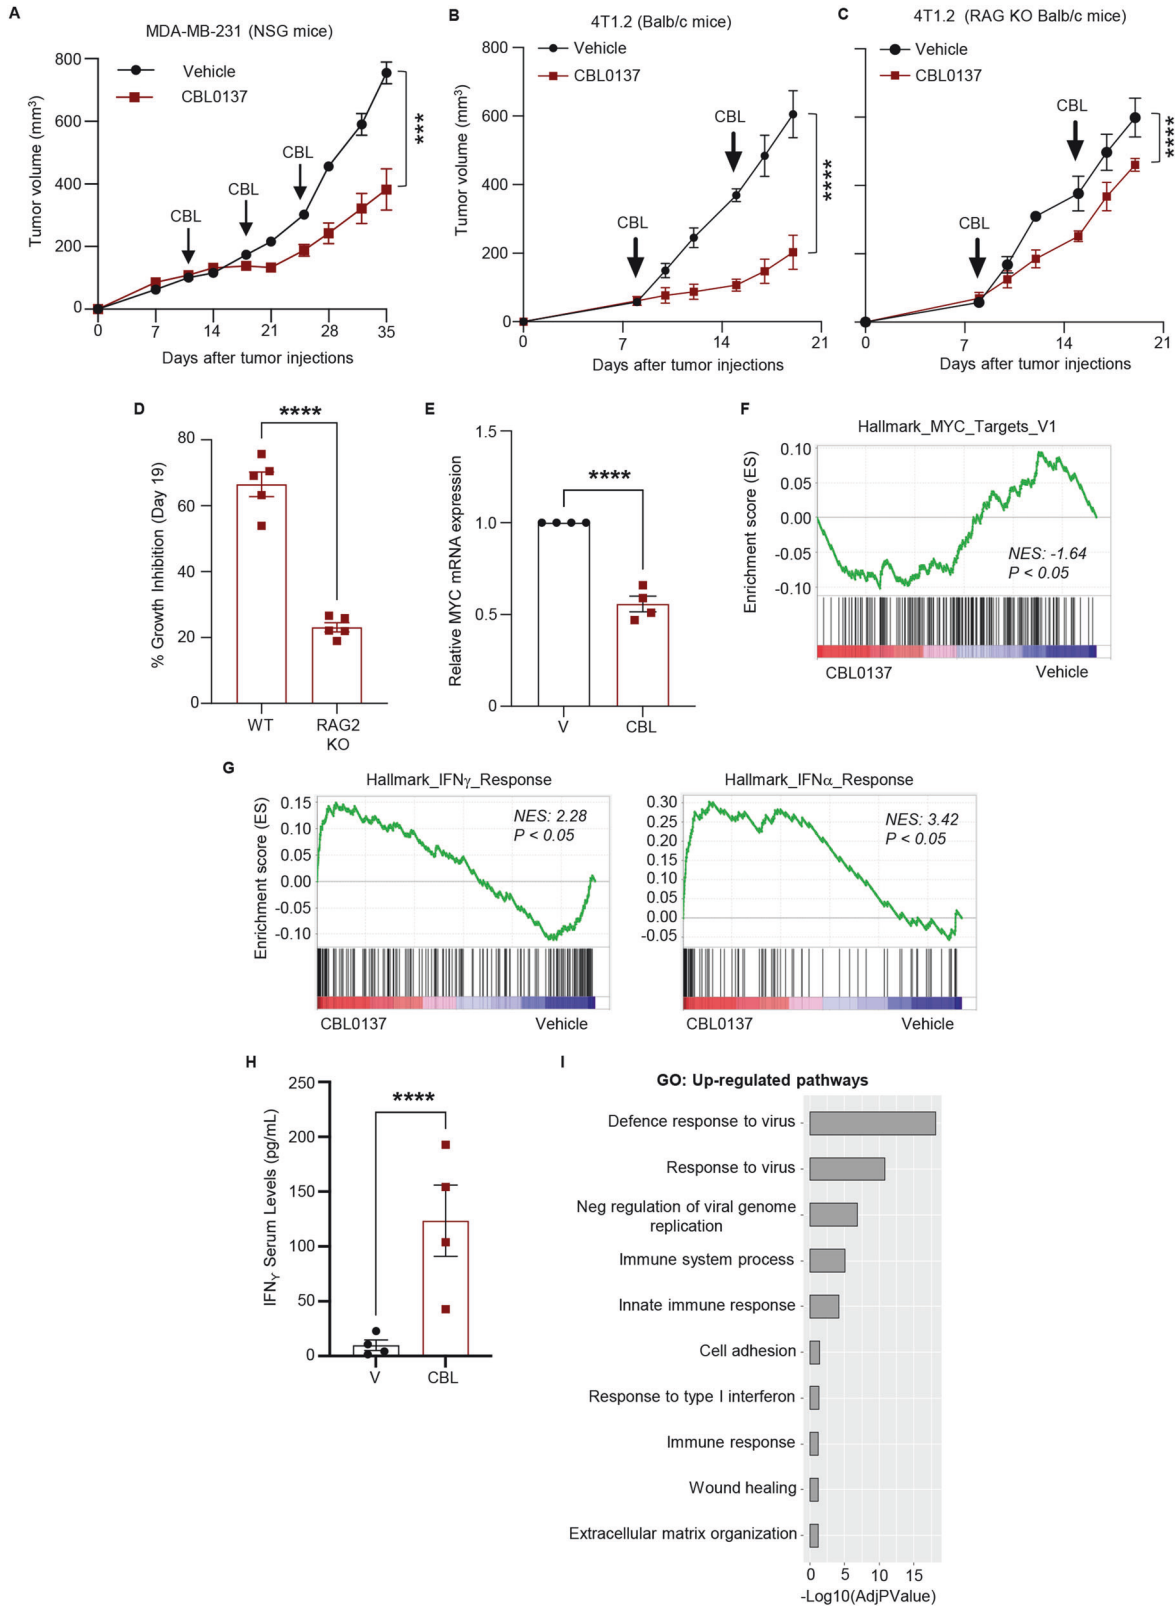 A
MDA-MB-231 (NSG mice)
Tumor volume (mm³)
800
600
400
200
0
Vehicle
CBL0137
CBL
CBL
CBL
***
0
7
14
21
28
35
Days after tumor injections
B
4T1.2 (Balb/c mice)
Tumor volume (mm³)
800
600
400
200
0
Vehicle
CBL0137
CBL
CBL
****
0
7
14
21
Days after tumor injections
C
4T1.2 (RAG KO Balb/c mice)
Vehicle
CBL0137
CBL
CBL
****
0
7
14
21
Days after tumor injections
D
% Growth Inhibition (Day 19)
80
60
40
20
0
****
WT
RAG2
KO
E
Relative MYC mRNA expression
1.5
1.0
0.5
0
****
V
CBL
F
Hallmark_MYC_Targets_V1
Enrichment score (ES)
0.10
0.05
0.00
-0.05
-0.10
NES: -1.64
P < 0.05
CBL0137
Vehicle
G
Hallmark_IFNγ_Response
Enrichment score (ES)
0.15
0.10
0.05
0.00
-0.05
-0.10
NES: 2.28
P < 0.05
CBL0137
Vehicle
Hallmark_IFNα_Response
0.30
0.25
0.20
0.15
0.10
0.05
0.00
-0.05
NES: 3.42
P < 0.05
CBL0137
Vehicle
H
IFNγ Serum Levels (pg/mL)
250
200
150
100
50
0
****
V
CBL
I
GO: Up-regulated pathways
Defence response to virus
Response to virus
Neg regulation of viral genome
replication
Immune system process
Innate immune response
Cell adhesion
Response to type I interferon
Immune response
Wound healing
Extracellular matrix organization
0
5
10
15
-Log10(AdjPValue)